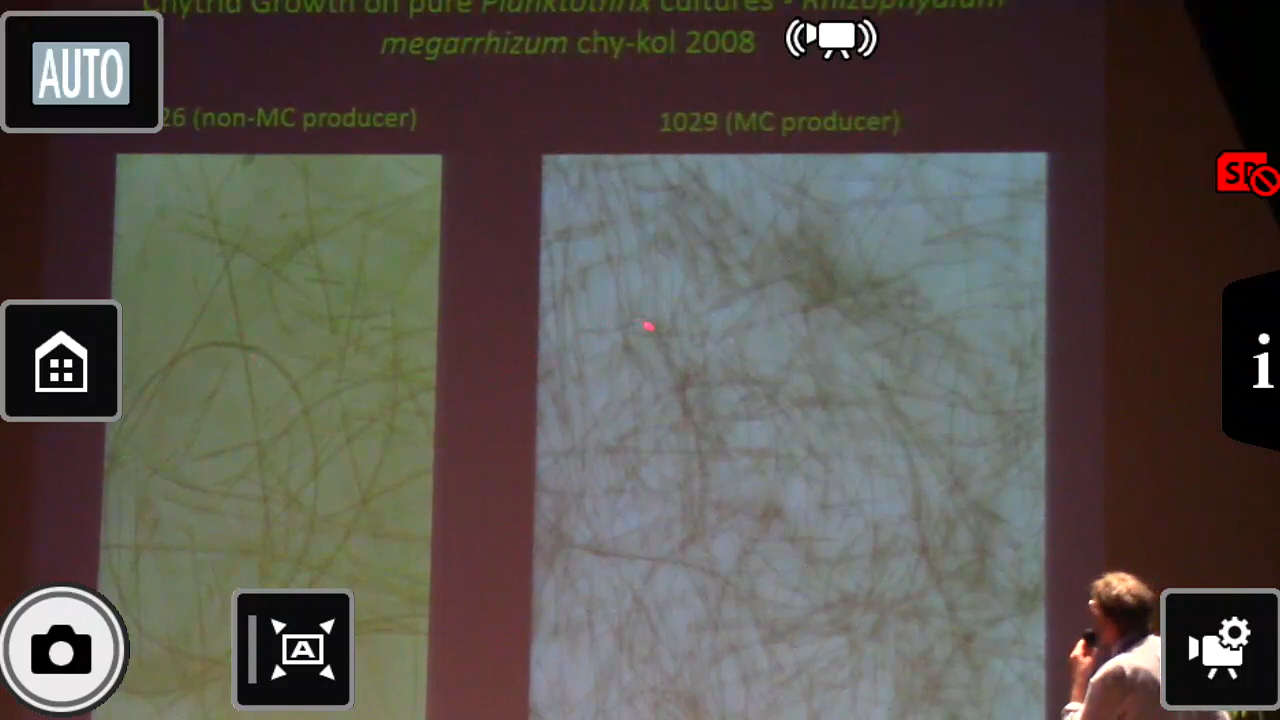 Chytrid Growth on pure Planktothrix cultures - Rhizophydium
megarrhizum chy-kol 2008
AUTO
26 (non-MC producer)
1029 (MC producer)
SD
i
A